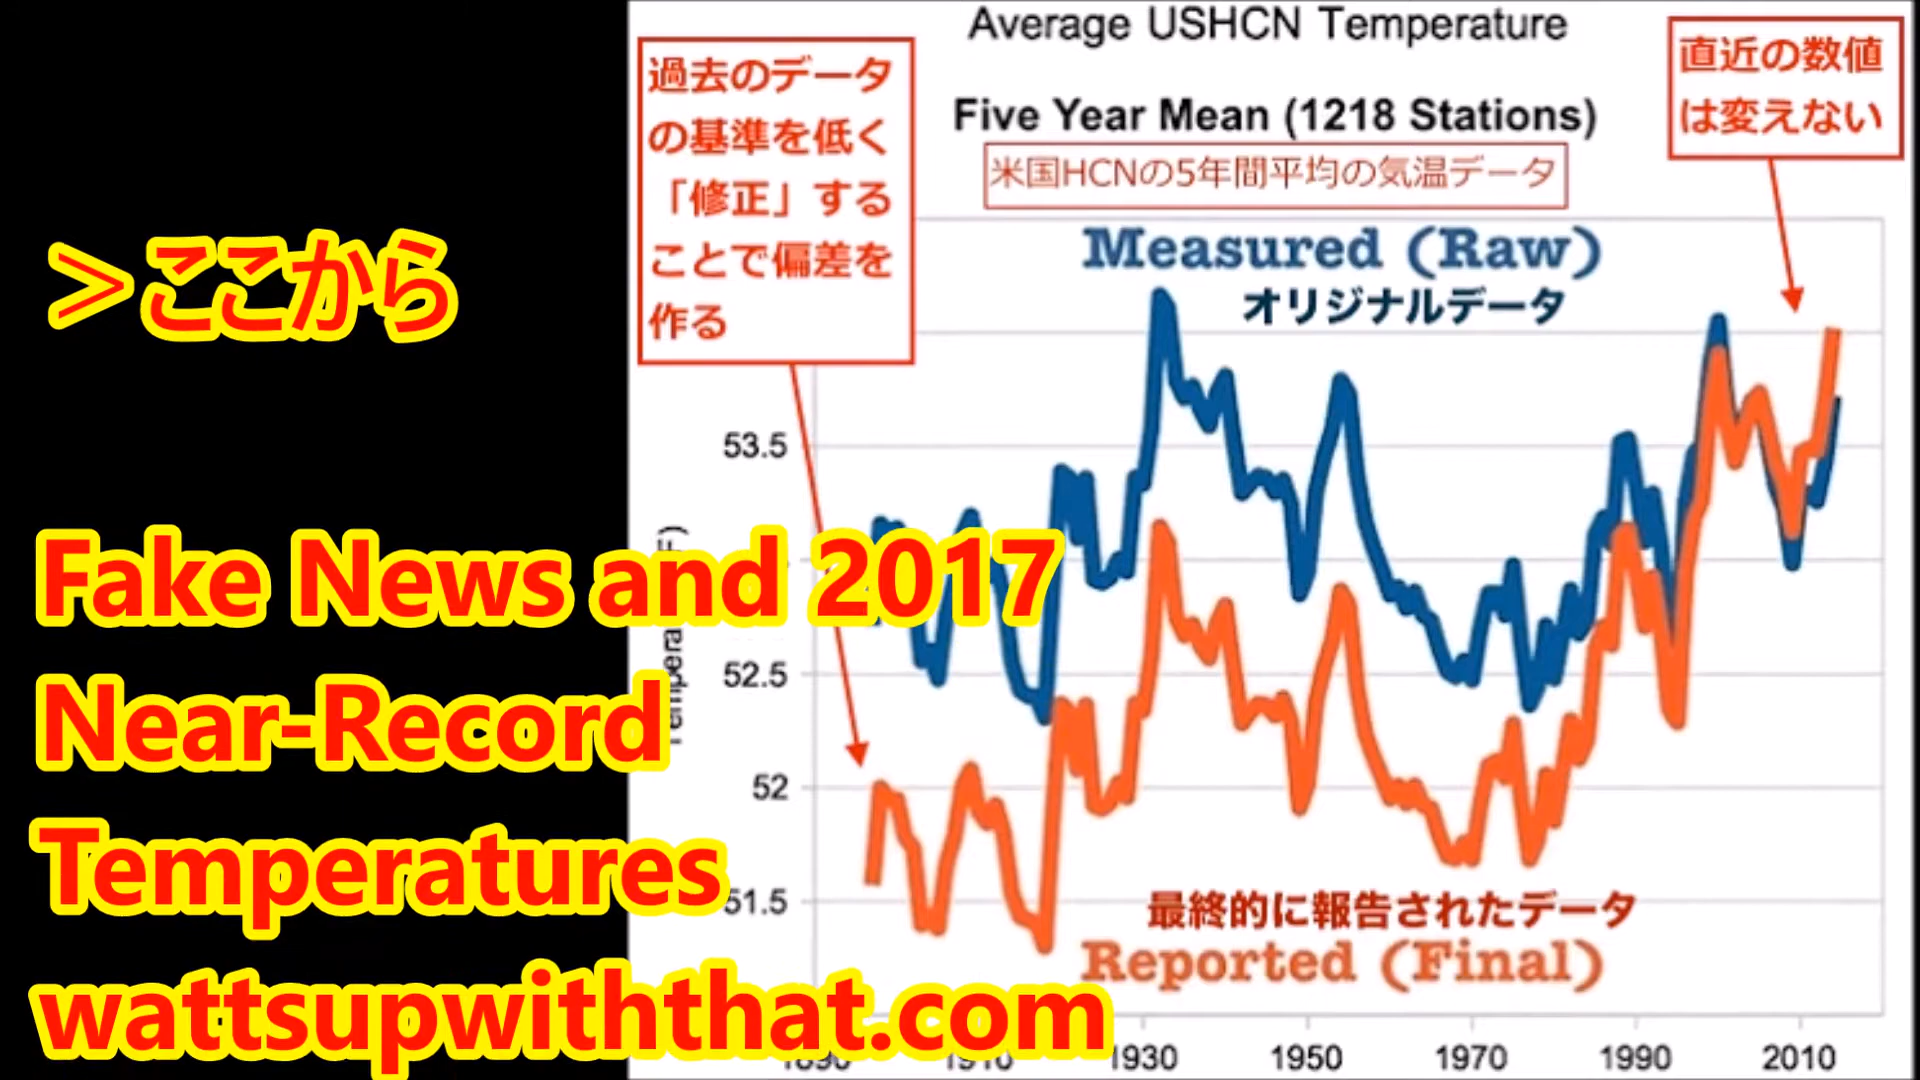 Average USHCN Temperature
Five Year Mean (1218 Stations)
米国HCNの5年間平均の気温データ
過去のデータ
の基準を低く
「修正」する
ことで偏差を
作る
直近の数値
は変えない
Measured (Raw)
オリジナルデータ
>ここから
53.5
52.5
52
51.5
Fake News and 2017
Near-Record
Temperatures
wattsupwiththat.com
最終的に報告されたデータ
Reported (Final)
1890 1910 1930 1950 1970 1990 2010